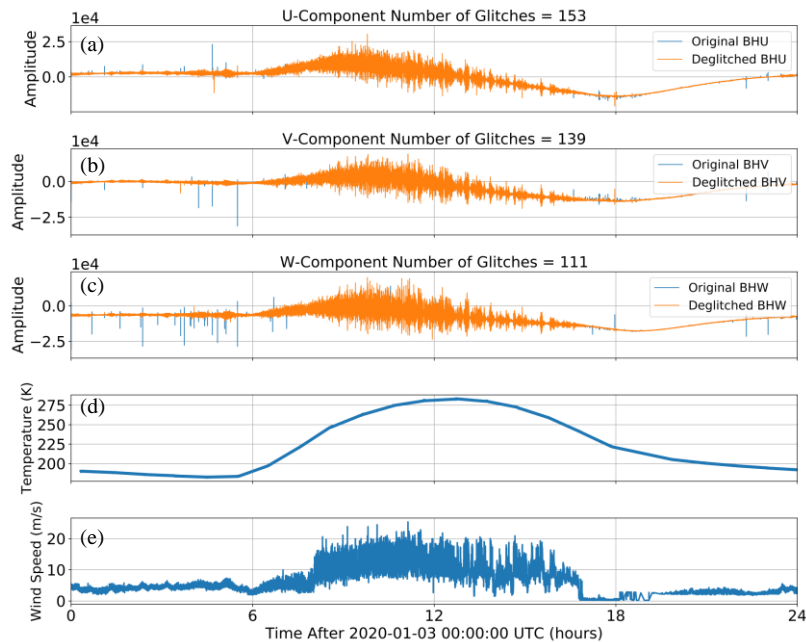 U-Component Number of Glitches = 153
1e4
(a)
Amplitude
2.5
0.0
Original BHU
Deglitched BHU
V-Component Number of Glitches = 139
1e4
(b)
Amplitude
0.0
−2.5
Original BHV
Deglitched BHV
W-Component Number of Glitches = 111
1e4
(c)
Amplitude
0.0
−2.5
Original BHW
Deglitched BHW
(d)
Temperature (K)
275
250
225
200
(e)
Wind Speed (m/s)
20
10
0
0 6 12 18 24
Time After 2020-01-03 00:00:00 UTC (hours)